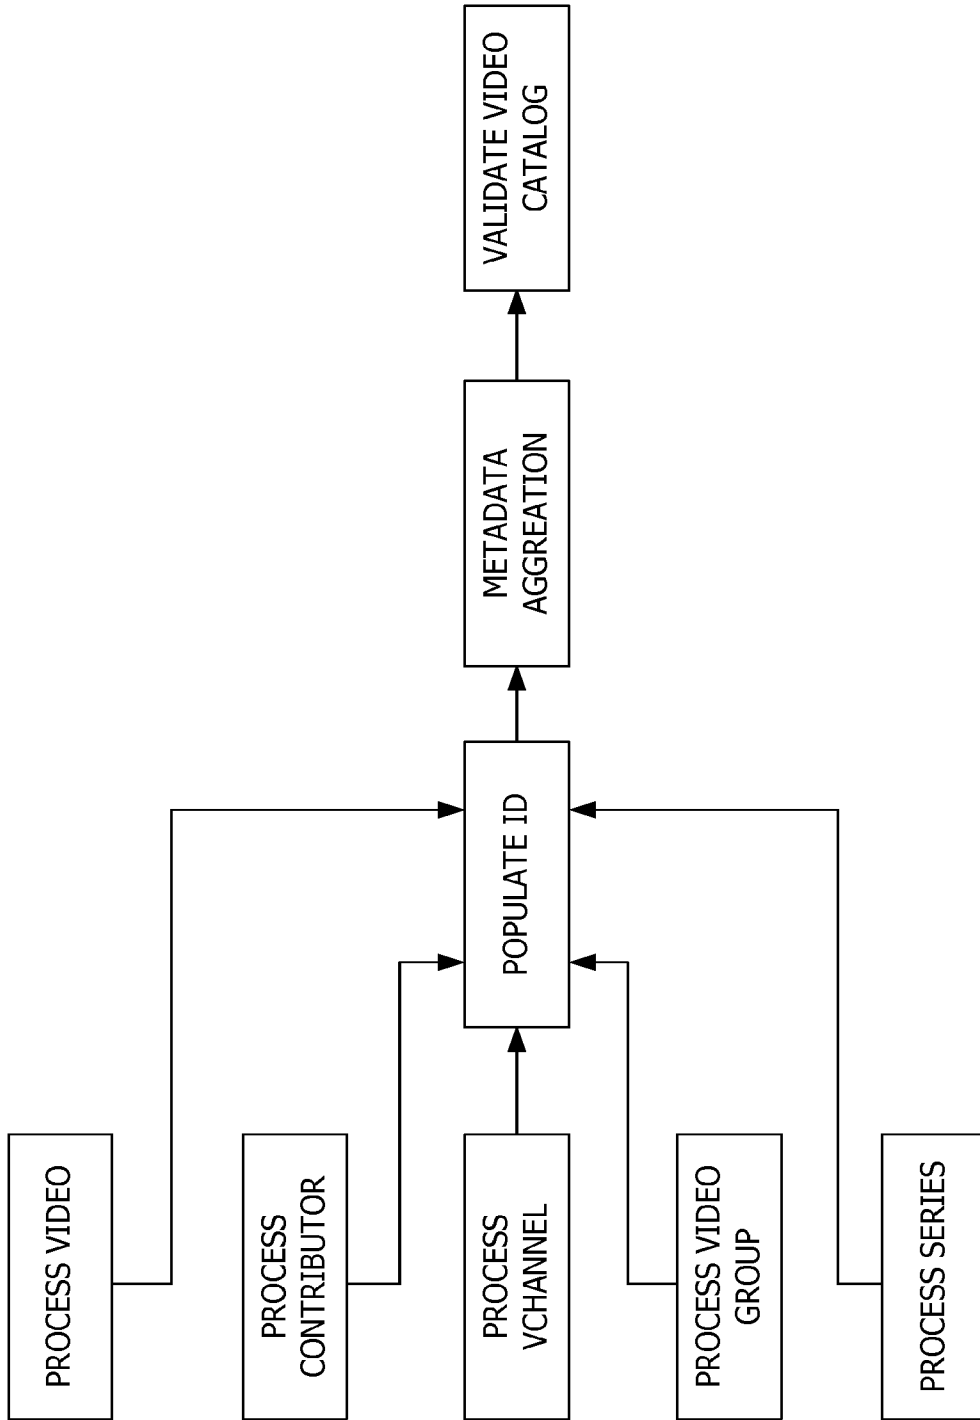 PROCESS VIDEO
PROCESS
CONTRIBUTOR
PROCESS
VCHANNEL
PROCESS VIDEO
GROUP
PROCESS SERIES
POPULATE ID
METADATA
AGGREATION
VALIDATE VIDEO
CATALOG